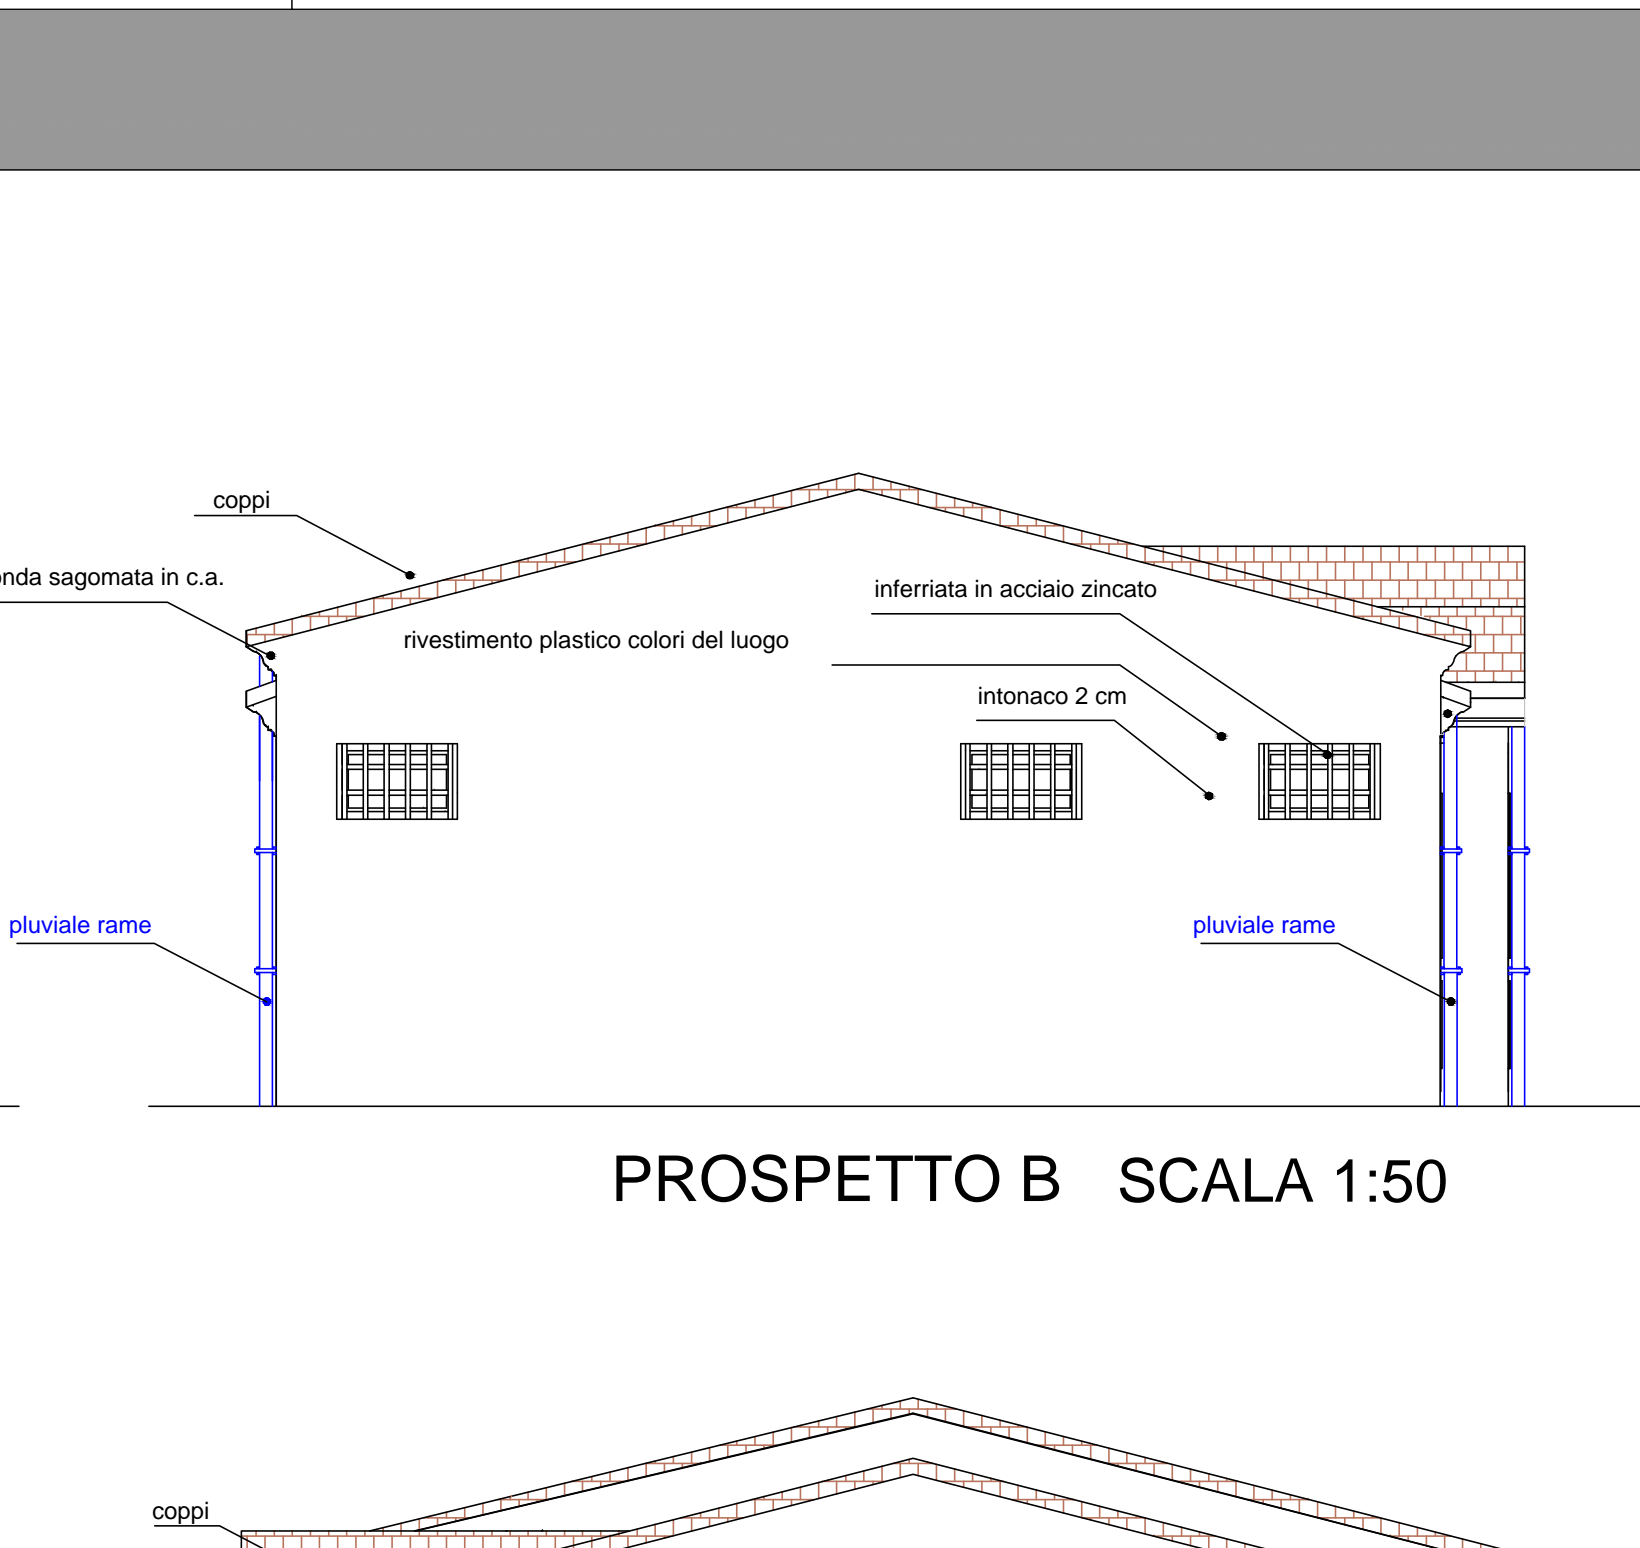 coppi
sagomata in c.a.
inferriata in acciaio zincato
rivestimento plastico colori del luogo
intonaco 2 cm
pluviale rame
pluviale rame
PROSPETTO B SCALA 1:50
coppi